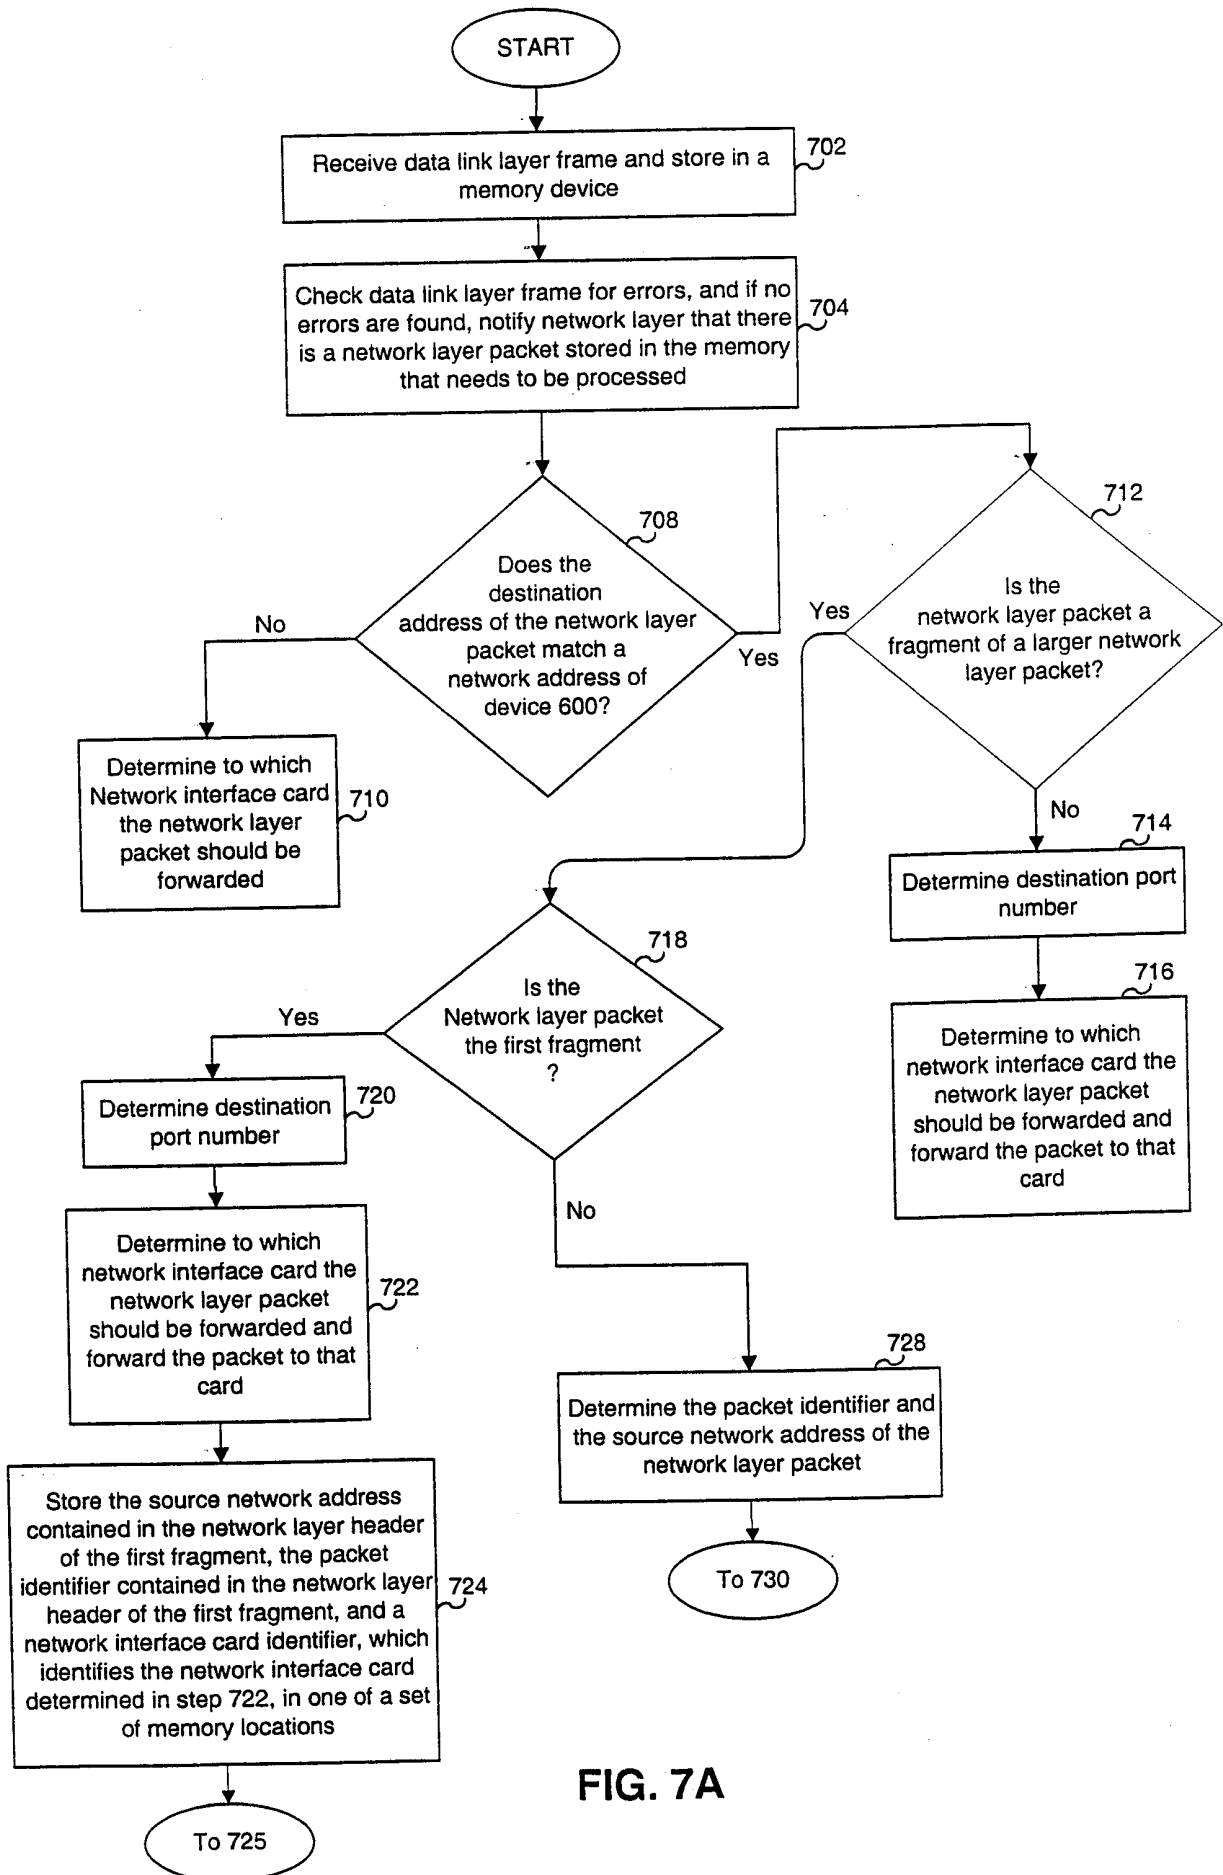 START
Receive data link layer frame and store in a
memory device
702
Check data link layer frame for errors, and if no
errors are found, notify network layer that there
is a network layer packet stored in the memory
that needs to be processed
704
708
Does the
destination
address of the network layer
packet match a
network address of
device 600?
No
Yes
712
Is the
network layer packet a
fragment of a larger network
layer packet?
Yes
No
Determine to which
Network interface card
the network layer
packet should be
forwarded
710
714
Determine destination port
number
716
Determine to which
network interface card the
network layer packet
should be forwarded and
forward the packet to that
card
718
Is the
Network layer packet
the first fragment
?
Yes
No
Determine destination
port number
720
Determine to which
network interface card the
network layer packet
should be forwarded and
forward the packet to that
card
722
728
Determine the packet identifier and
the source network address of the
network layer packet
To 730
Store the source network address
contained in the network layer header
of the first fragment, the packet
identifier contained in the network layer
header of the first fragment, and a
network interface card identifier, which
identifies the network interface card
determined in step 722, in one of a set
of memory locations
724
To 725
FIG. 7A